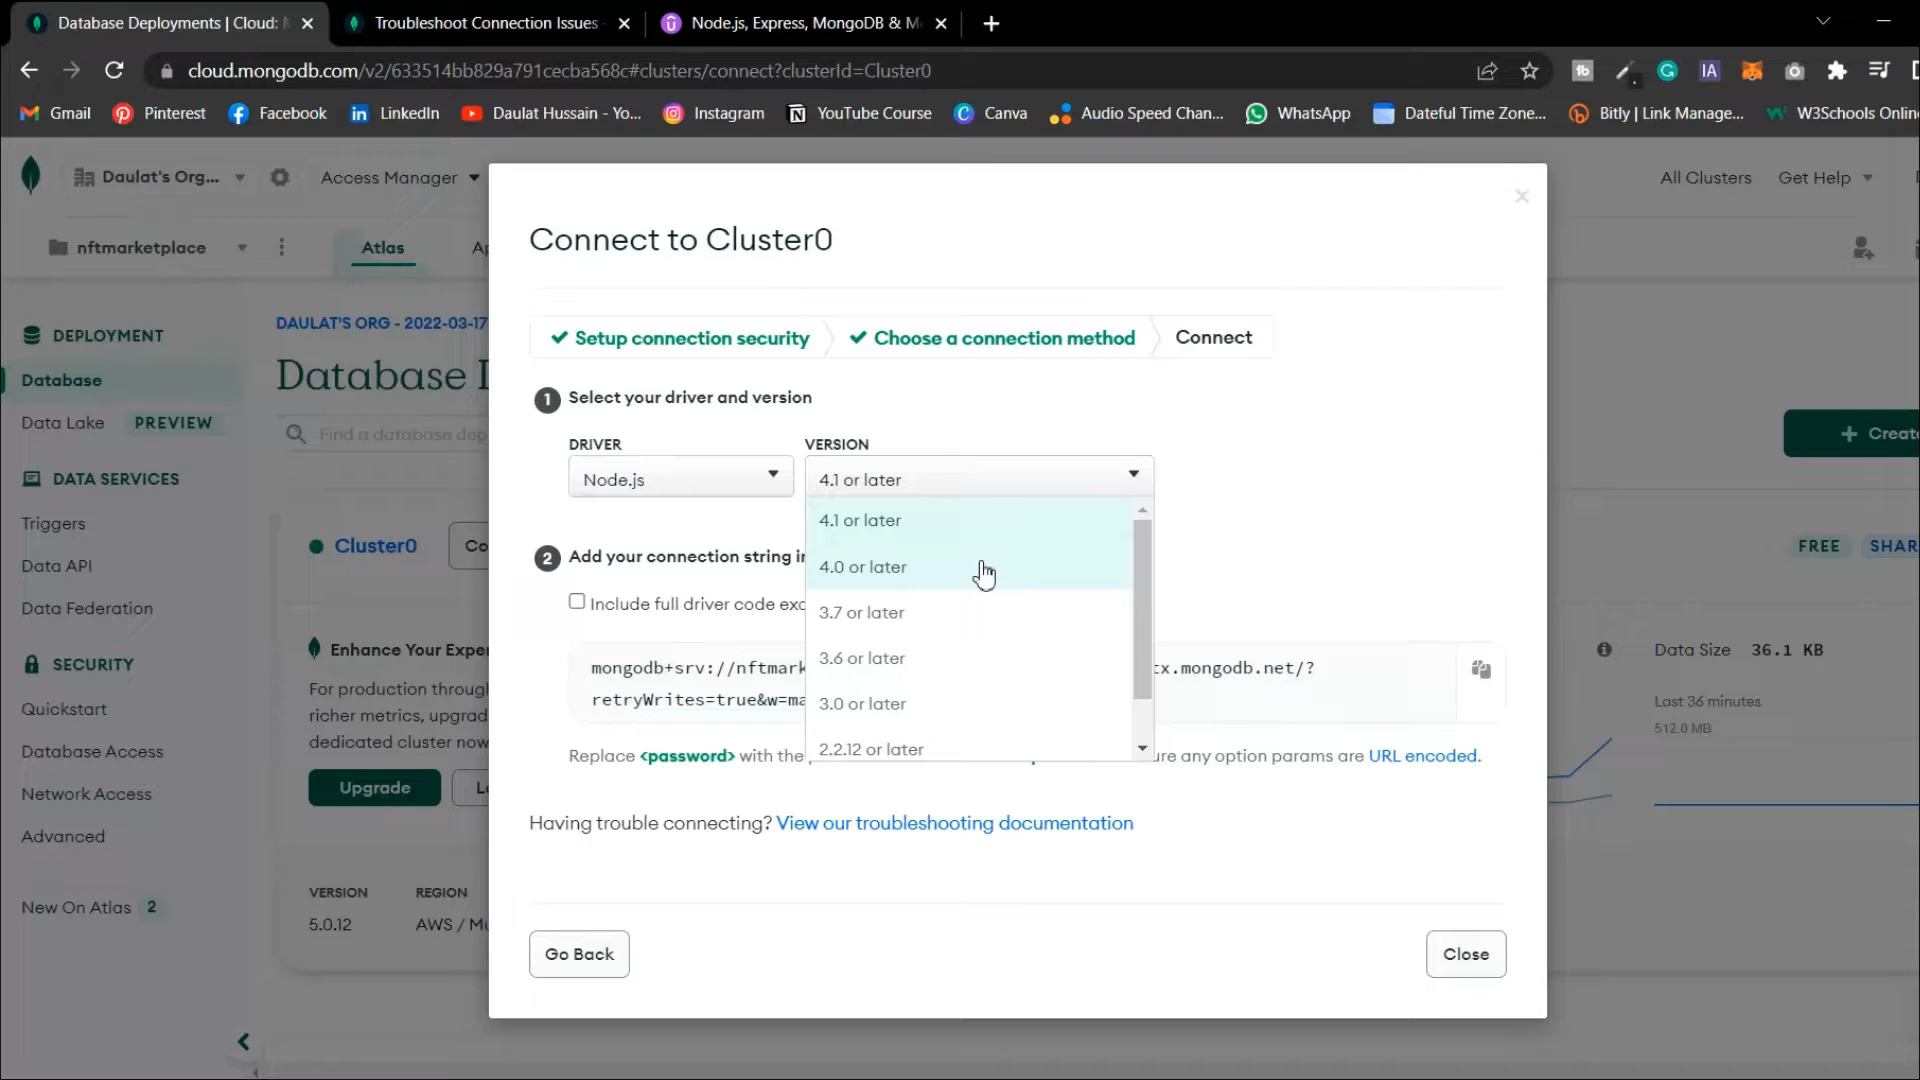 Database Deployments | Cloud: M
Troubleshoot Connection Issues -
Node.js, Express, MongoDB & M
cloud.mongodb.com/v2/633514bb829a791cecba568c#clusters/connect?clusterId=Cluster0
Gmail
Pinterest
Facebook
LinkedIn
Daulat Hussain - Yo...
Instagram
YouTube Course
Canva
Audio Speed Chan...
WhatsApp
Dateful Time Zone...
Bitly | Link Manage...
W3Schools Onlin
Daulat's Org...
Access Manager
All Clusters
Get Help
nftmarketplace
Atlas
Ap
DEPLOYMENT
Database
Data Lake PREVIEW
DATA SERVICES
Triggers
Data API
Data Federation
SECURITY
Quickstart
Database Access
Network Access
Advanced
New On Atlas 2
DAULAT'S ORG - 2022-03-17
Database D
Find a database dep
Cluster0
Co
Enhance Your Exper
For production throug
richer metrics, upgrad
dedicated cluster now
Upgrade
VERSION
REGION
5.0.12
AWS / Mu
Connect to Cluster0
Setup connection security
Choose a connection method
Connect
1 Select your driver and version
DRIVER
VERSION
Node.js
4.1 or later
4.1 or later
4.0 or later
3.7 or later
3.6 or later
3.0 or later
2.2.12 or later
2 Add your connection string in
Include full driver code exa
mongodb+srv://nftmark
tx.mongodb.net/?
retryWrites=true&w=ma
Replace <password> with the
ure any option params are URL encoded.
Having trouble connecting? View our troubleshooting documentation
Go Back
Close
+ Creat
FREE
SHAR
Data Size 36.1 KB
Last 36 minutes
512.0 MB